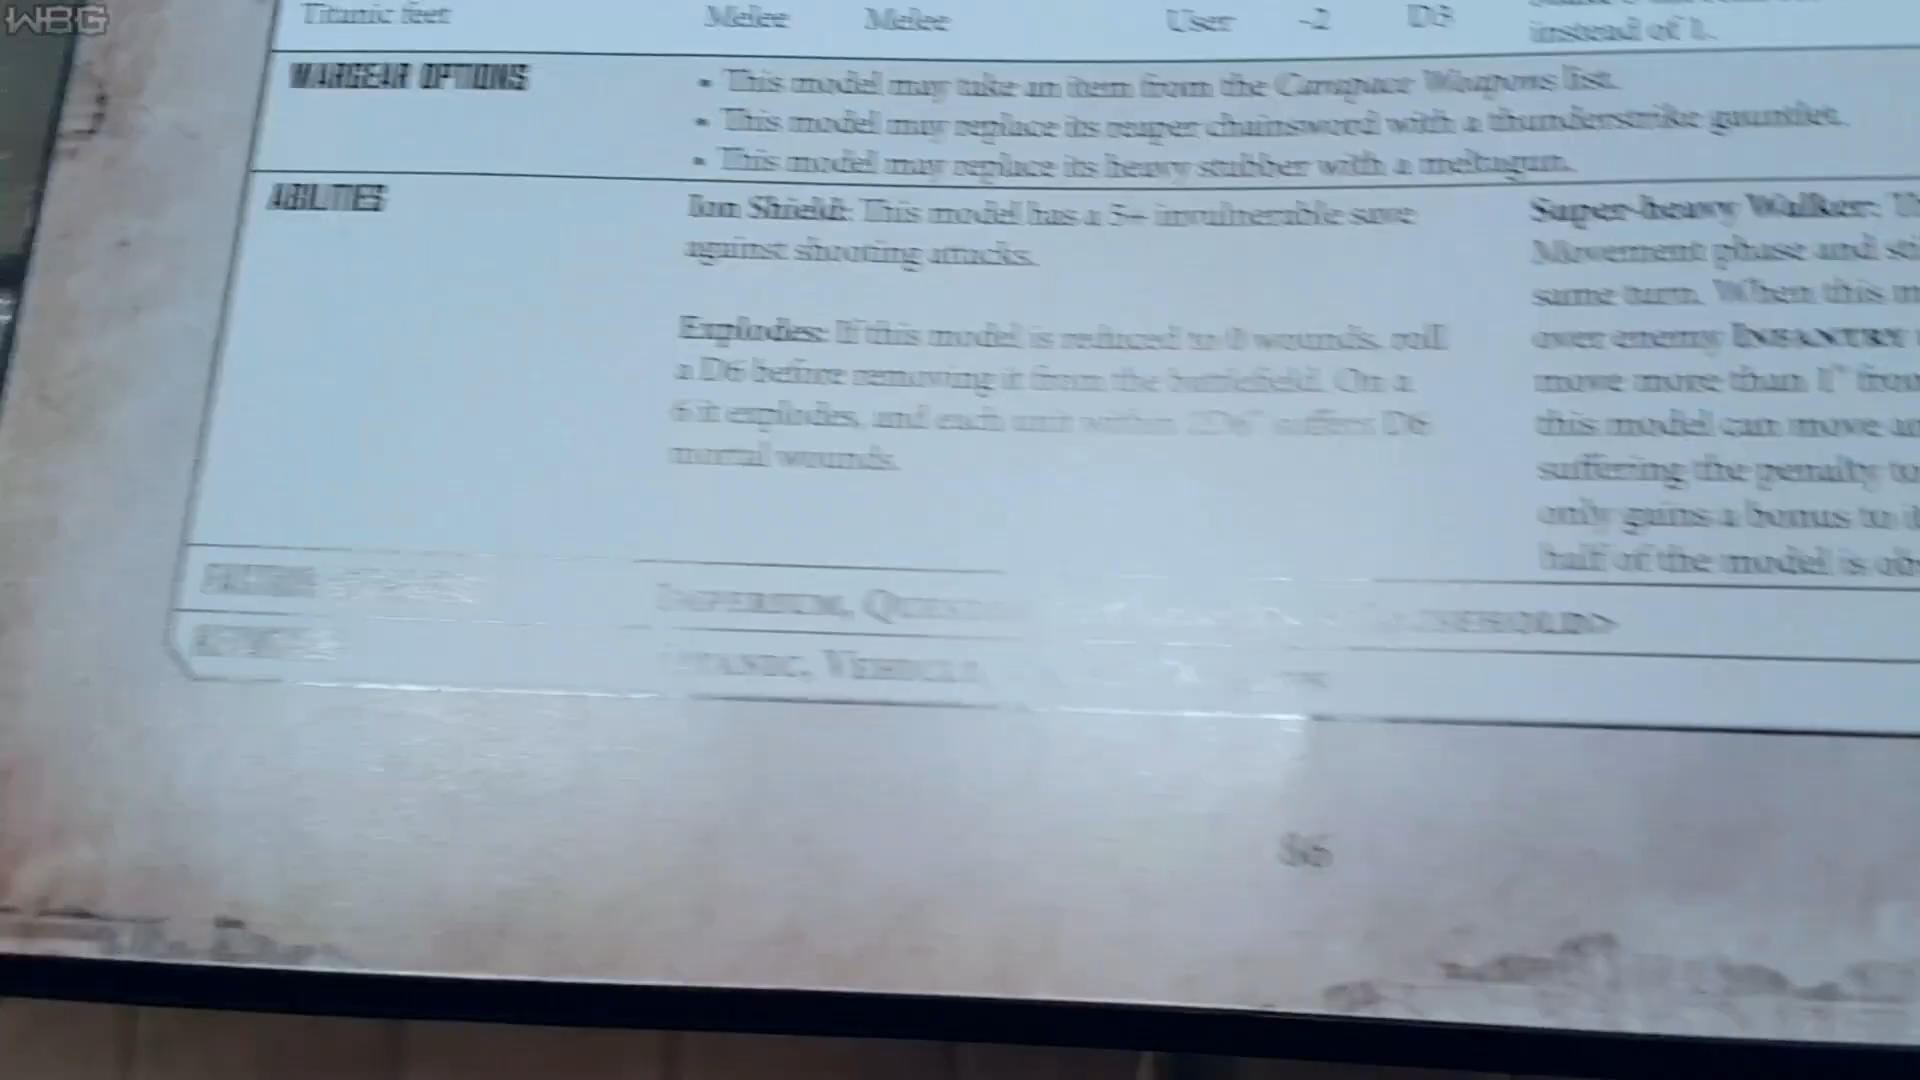 WBG
Titanic feet Melee Melee User -2 D3
instead of 1.
WARGEAR OPTIONS
• This model may take an item from the Carapace Weapons list.
• This model may replace its reaper chainsword with a thunderstrike gauntlet.
• This model may replace its heavy stubber with a meltagun.
ABILITIES
Ion Shield: This model has a 5+ invulnerable save
against shooting attacks.
Explodes: If this model is reduced to 0 wounds, roll
a D6 before removing it from the battlefield. On a
6 it explodes, and each unit within 2D6" suffers D6
mortal wounds.
Super-heavy Walker:
Movement phase and
same turn. When this
over enemy INFANTRY
move more than 1" from
this model can move
suffering the penalty to
only gains a bonus to
half of the model is
FACTION
IMPERIUM,
TITANIC, VEHICLE,
86